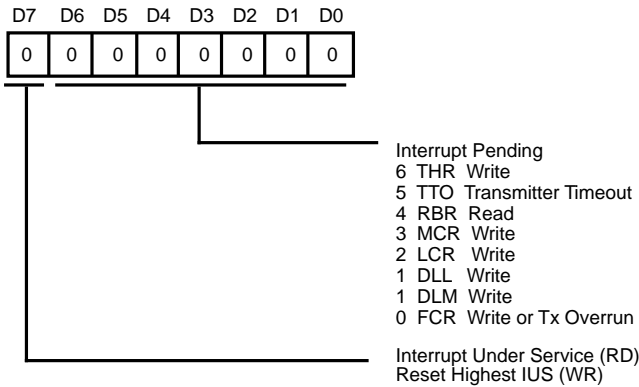 D7 D6 D5 D4 D3 D2 D1 D0
0 0 0 0 0 0 0 0
Interrupt Pending
6 THR Write
5 TTO Transmitter Timeout
4 RBR Read
3 MCR Write
2 LCR Write
1 DLL Write
1 DLM Write
0 FCR Write or Tx Overrun
Interrupt Under Service (RD)
Reset Highest IUS (WR)